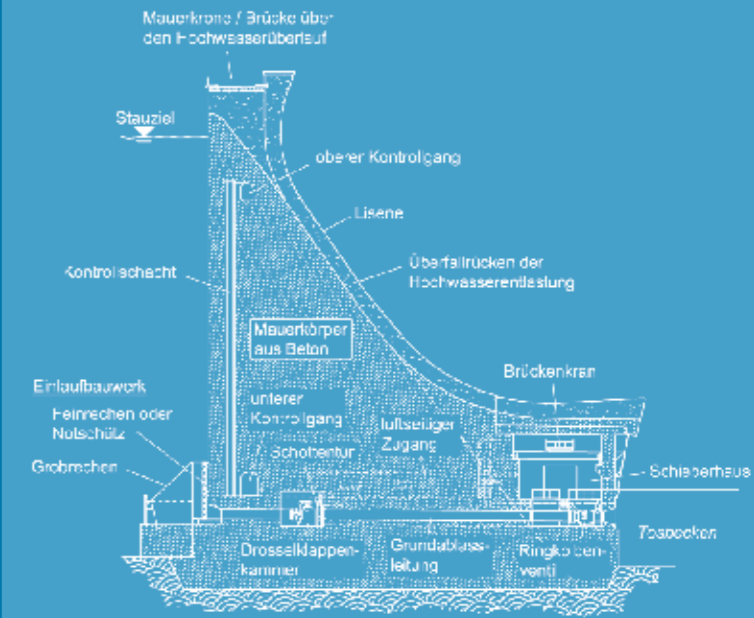 Mauerkrone / Brücke über
den Hochwasserüberlauf
Stauziel
oberer Kontrollgang
Lisene
Kontrollschacht
Überfallrücken der
Hochwasserentlastung
Mauerkörper
aus Beton
Brückenkran
Einlaufbauwerk
Feinrechen oder
Notschütz
Grobrechen
unterer
Kontrollgang
Schottentür
luftseitiger
Zugang
Schieberhaus
Tosbecken
Drosselklappen-
kammer
Grundablass-
leitung
Ringkolben-
ventil